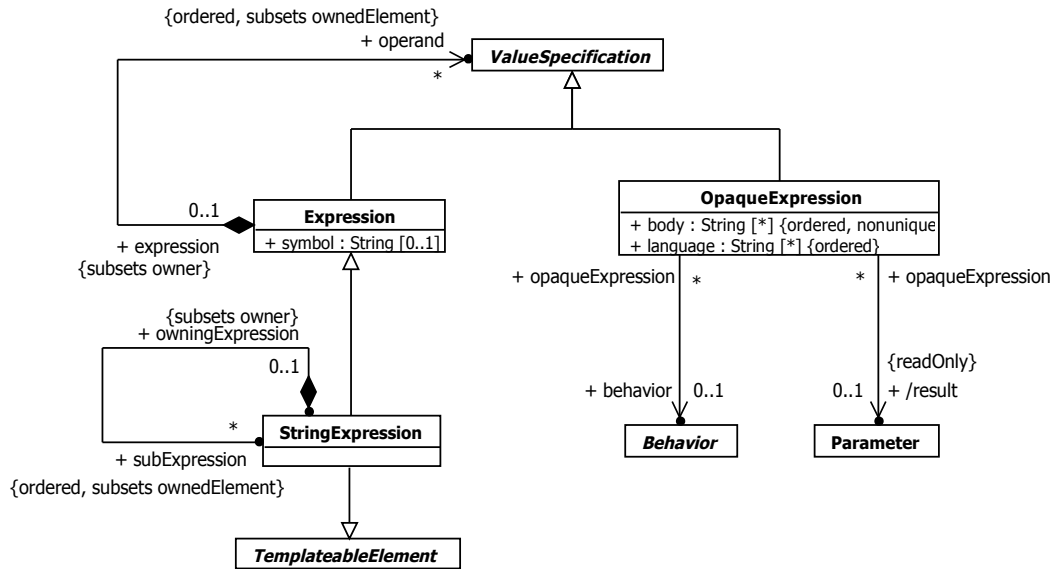 {ordered, subsets ownedElement}
+ operand
*
ValueSpecification
0..1
+ expression
{subsets owner}
Expression
+ symbol : String [0..1]
OpaqueExpression
+ body : String [*] {ordered, nonunique
+ language : String [*] {ordered}
+ opaqueExpression
*
*
+ opaqueExpression
{subsets owner}
+ owningExpression
0..1
*
+ subExpression
{ordered, subsets ownedElement}
StringExpression
+ behavior
0..1
{readOnly}
0..1
+ /result
Behavior
Parameter
TemplateableElement